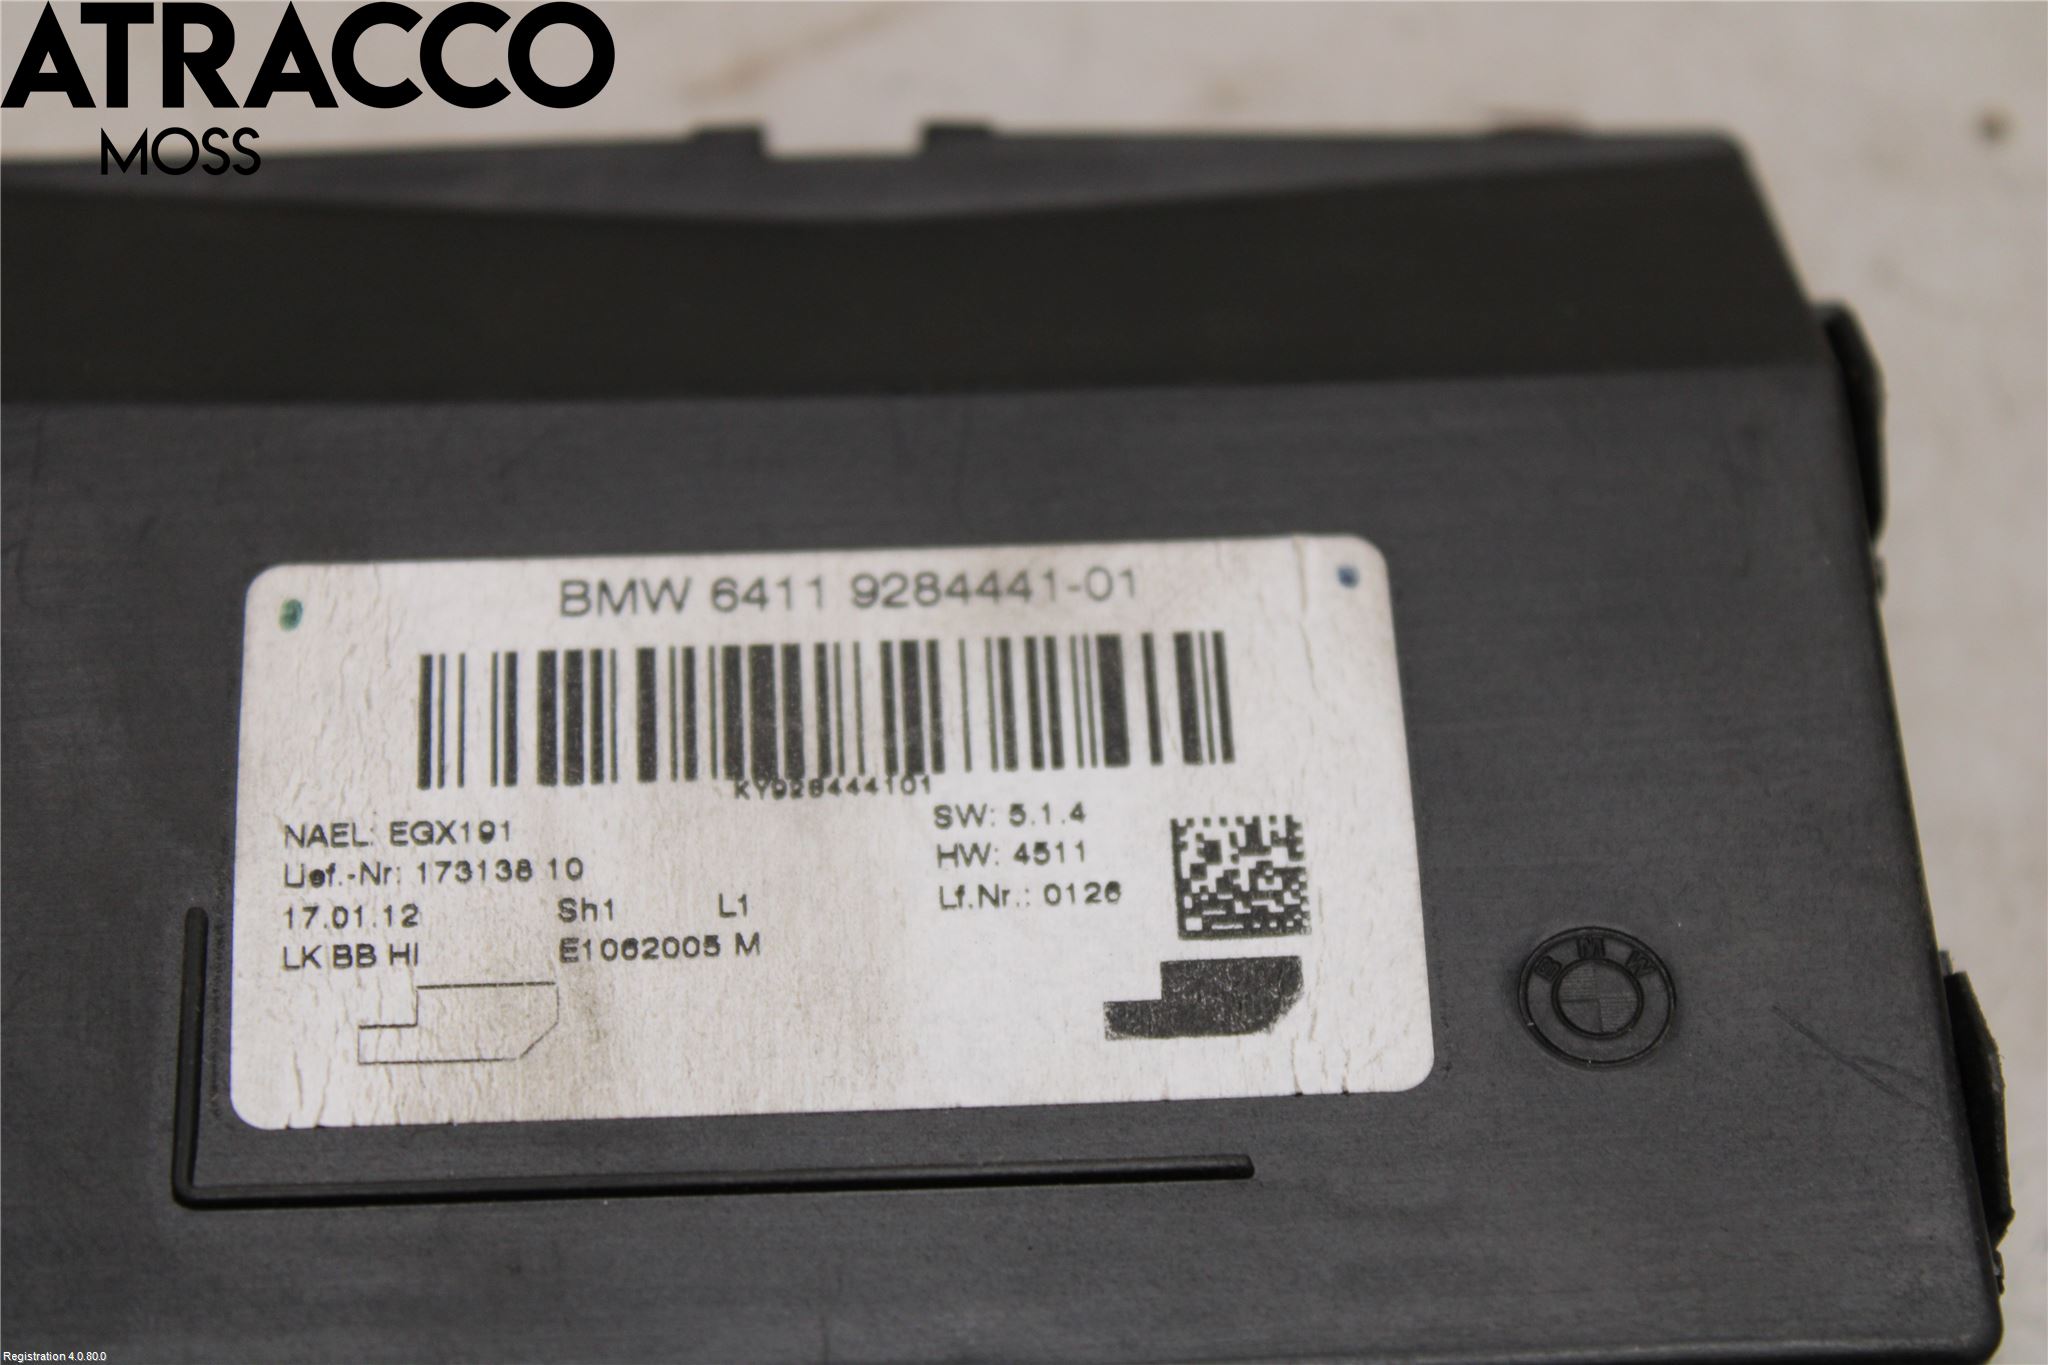 ATRACCO
MOSS
BMW 6411 9284441-01
KY928444101
NAEL: EGX191
SW: 5.1.4
Lief.-Nr: 173138 10
HW: 4511
17.01.12 Sh1 L1
Lf.Nr.: 0126
LK BB HI E1062005 M
BMW
Registration 4.0.80.0